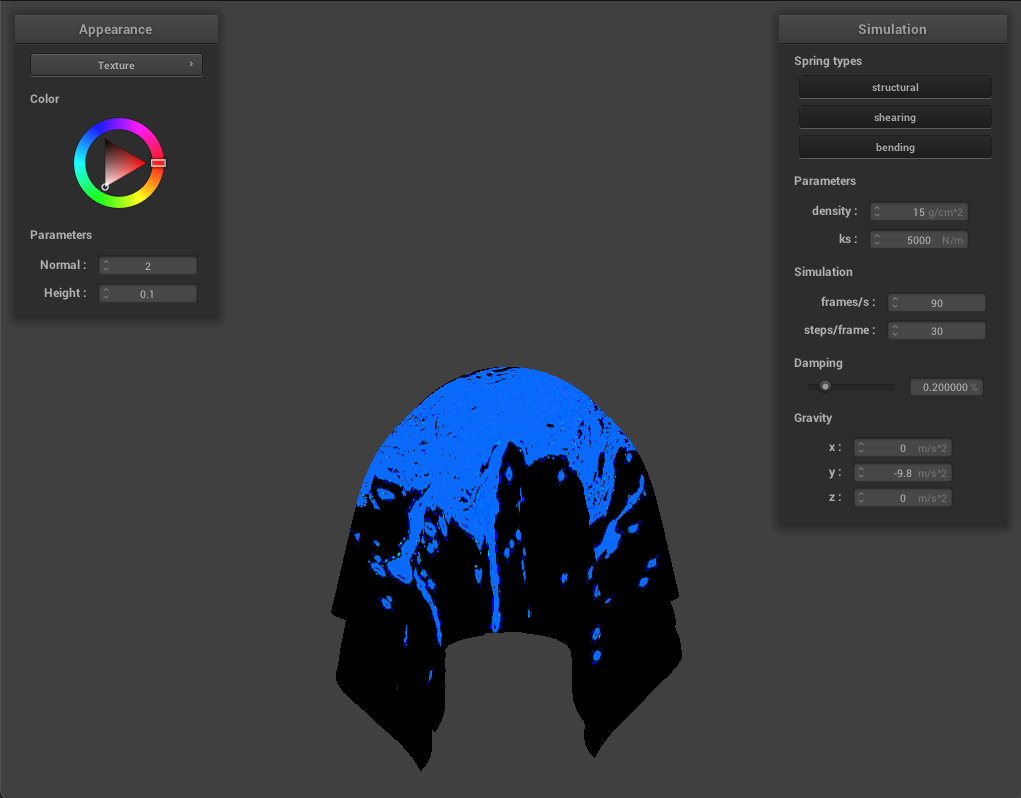 Appearance
Texture
Color
Parameters
Normal : 2
Height : 0.1
Simulation
Spring types
structural
shearing
bending
Parameters
density : 15 g/cm^2
ks : 5000 N/m
Simulation
frames/s : 90
steps/frame : 30
Damping
0.200000 %
Gravity
x : 0 m/s^2
y : -9.8 m/s^2
z : 0 m/s^2